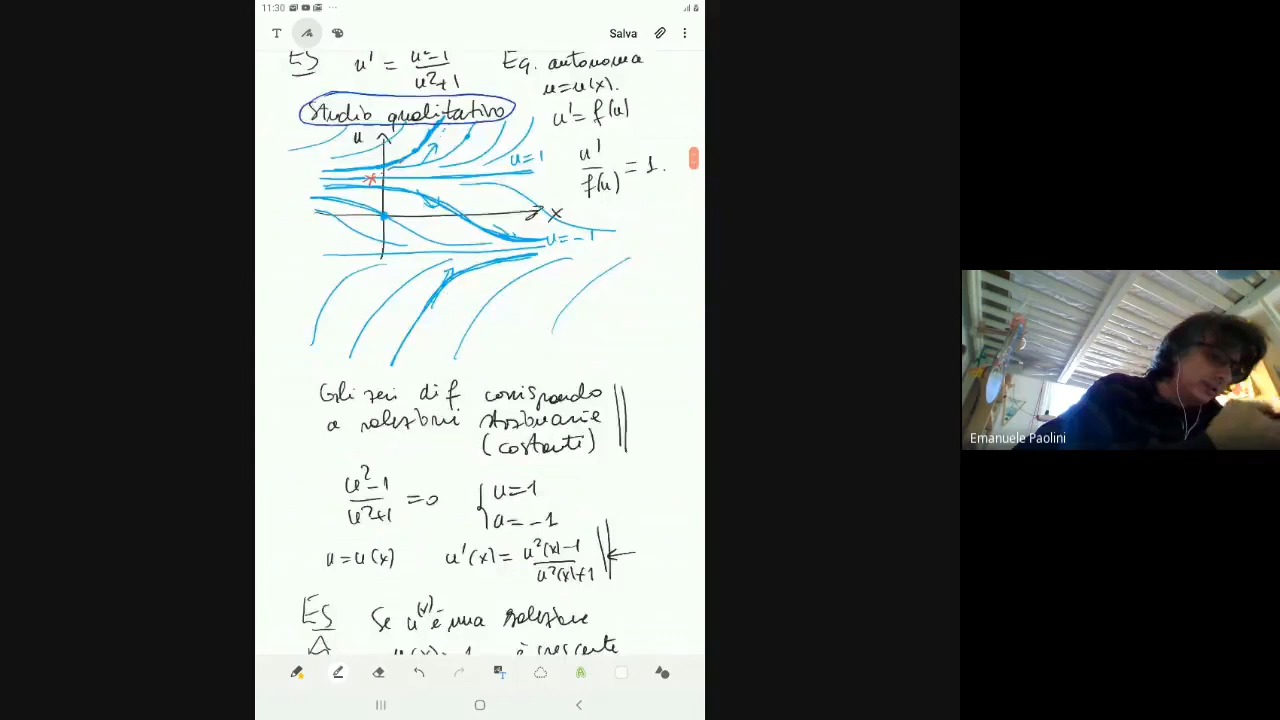 11:30
T
Salva
ES u' = u²-1 / u²+1 Eq. autonoma
u=u(x).
Studio qualitativo u' = f(u)
u
u=1
u' / f(u) = 1.
x
u=-1
Gli zeri di f corrispondono
a soluzioni stazionarie
(costanti)
u²-1 / u²+1 =0 { u=1
u=-1
u=u(x) u'(x) = u²(x)-1 / u²(x)+1 ←
ES Se u(x) è una soluzione
A è crescente
Emanuele Paolini